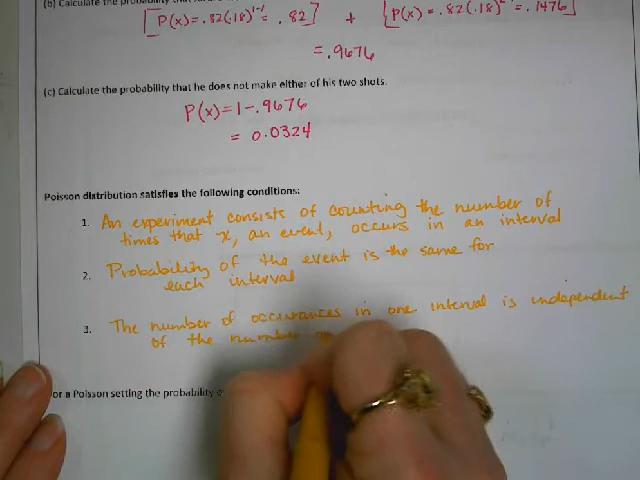 (b) Calculate the probability that
[P(x) = .82(.18)¹⁻¹ = .82] + [P(x) = .82(.18)² = .1476]
= .9676
(c) Calculate the probability that he does not make either of his two shots.
P(x) = 1 - .9676
= 0.0324
Poisson distribution satisfies the following conditions:
1. An experiment consists of counting the number of
times that x, an event, occurs in an interval
2. Probability of the event is the same for
each interval
3. The number of occurances in one interval is independent
of the number
or a Poisson setting the probability